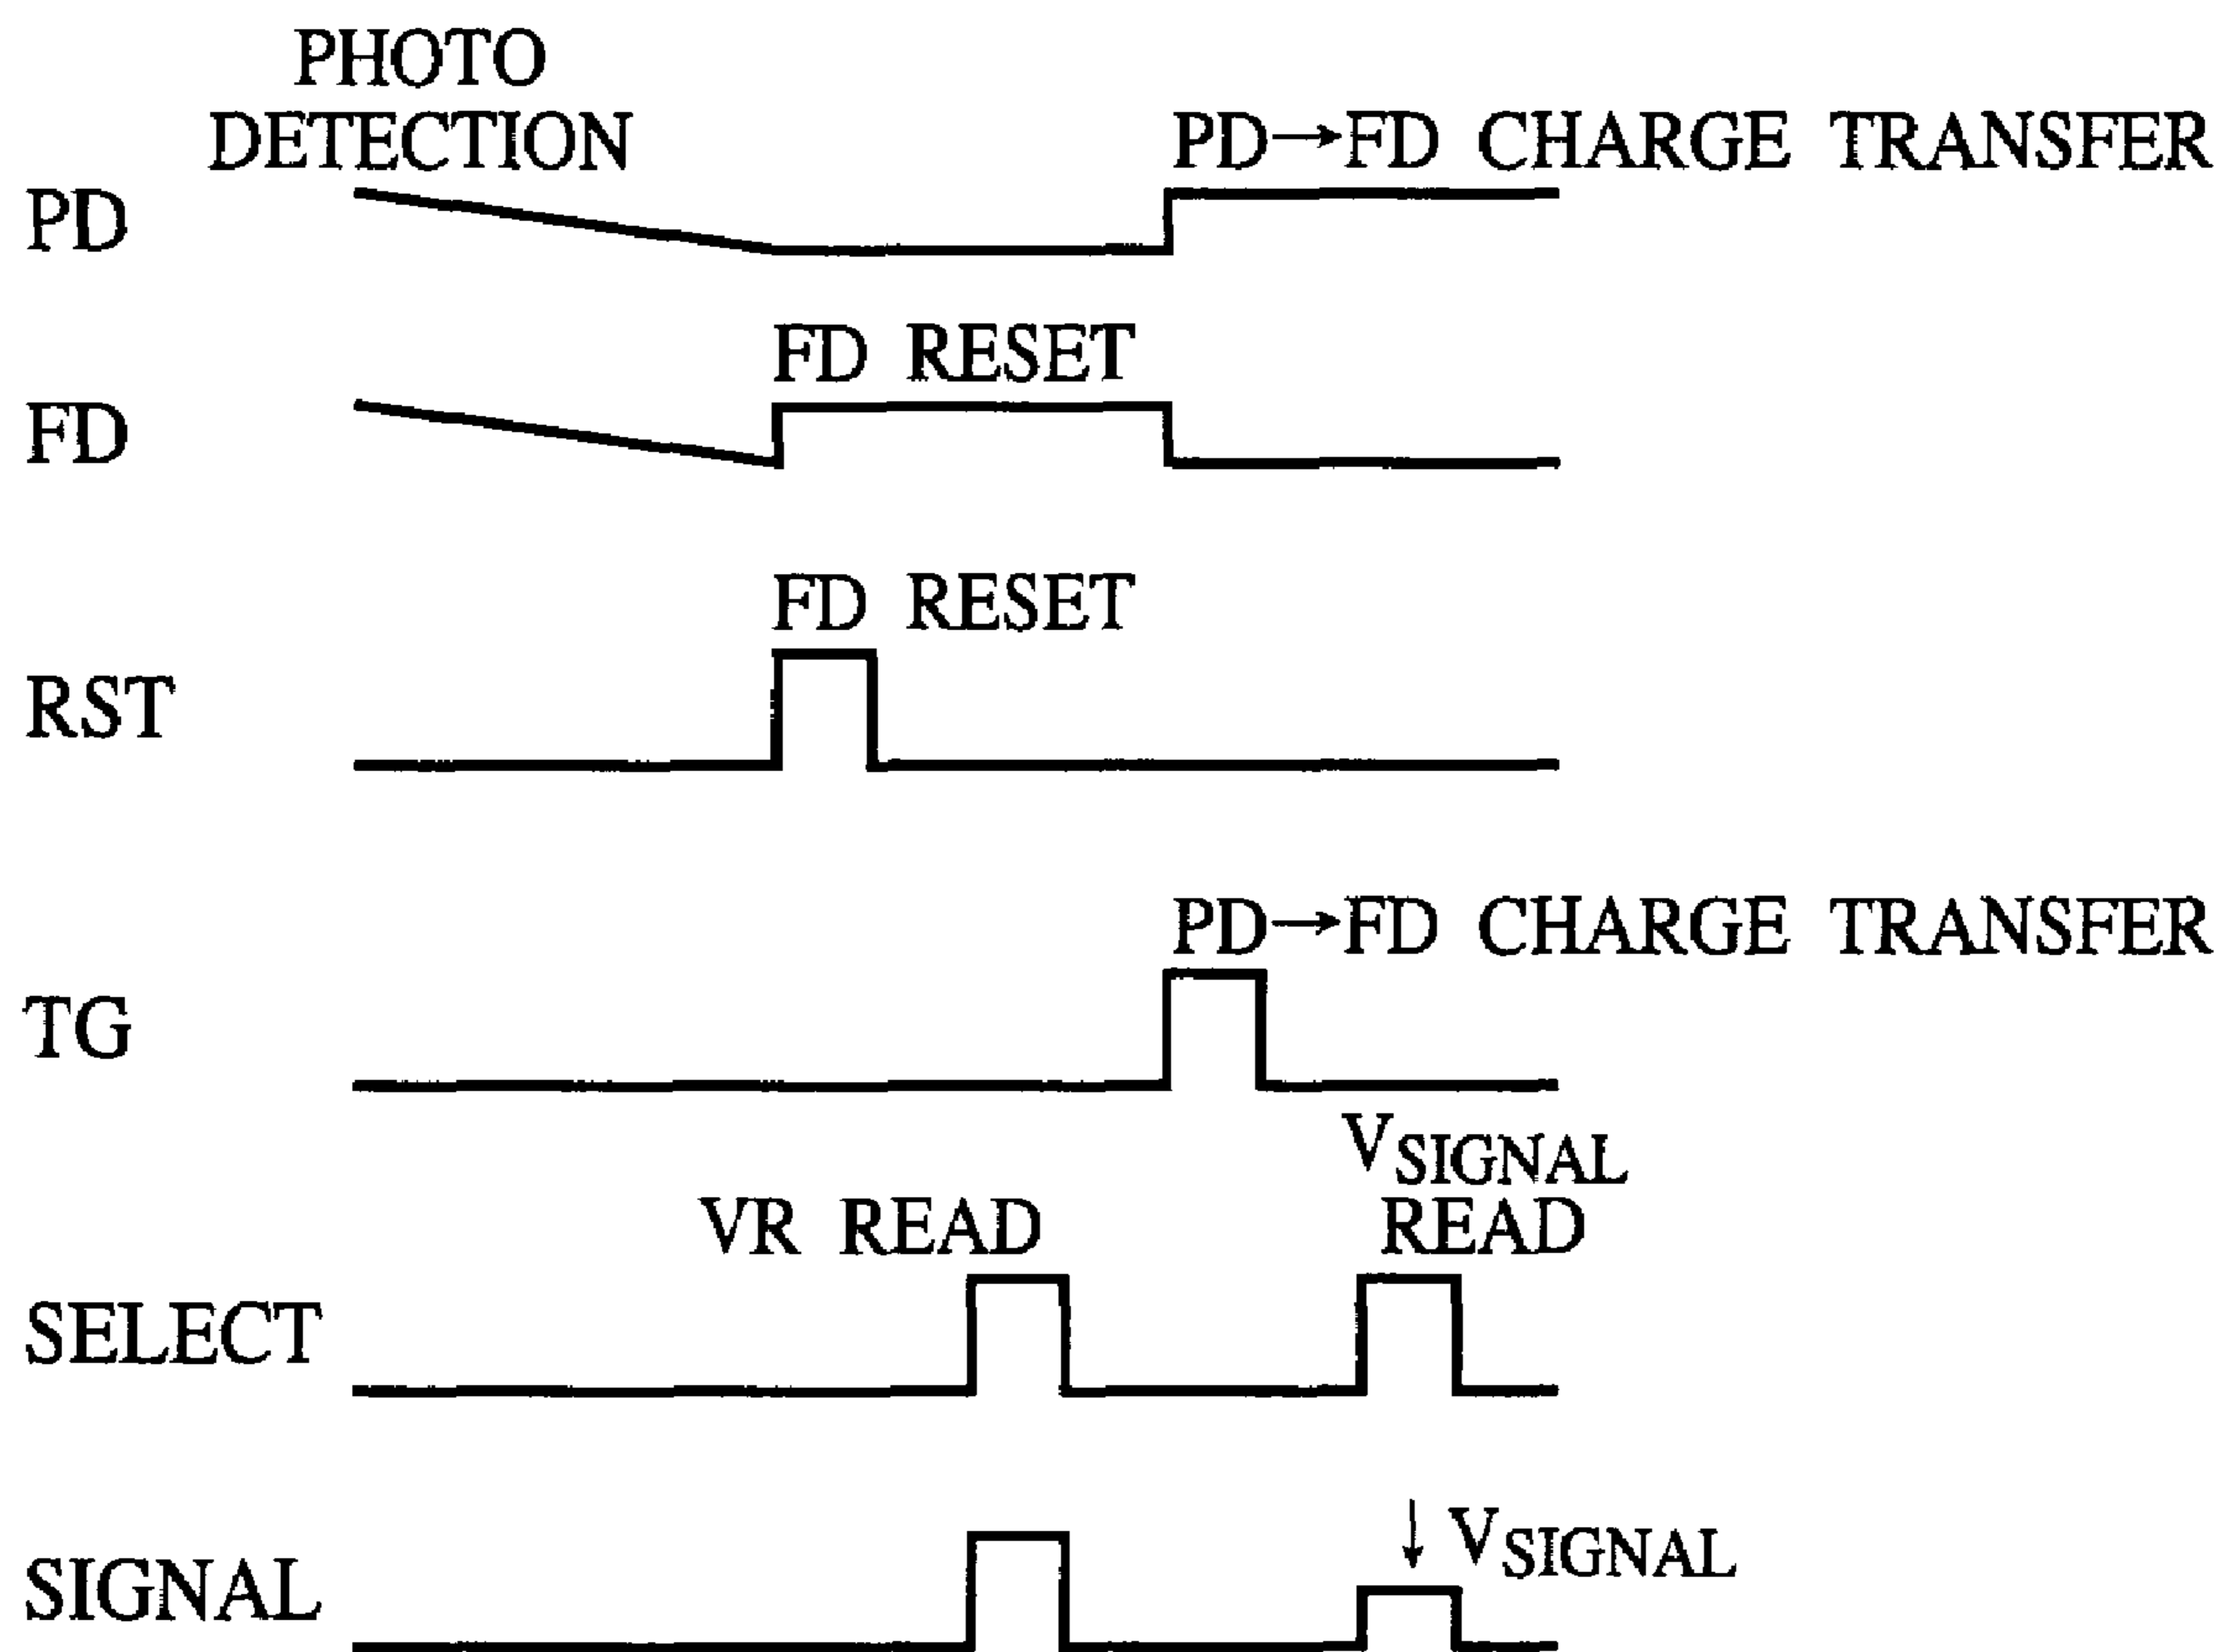 PHOTO
DETECTION
PD→FD CHARGE TRANSFER
PD
FD RESET
FD
FD RESET
RST
PD→FD CHARGE TRANSFER
TG
VSIGNAL
VR READ
READ
SELECT
↓ VSIGNAL
SIGNAL